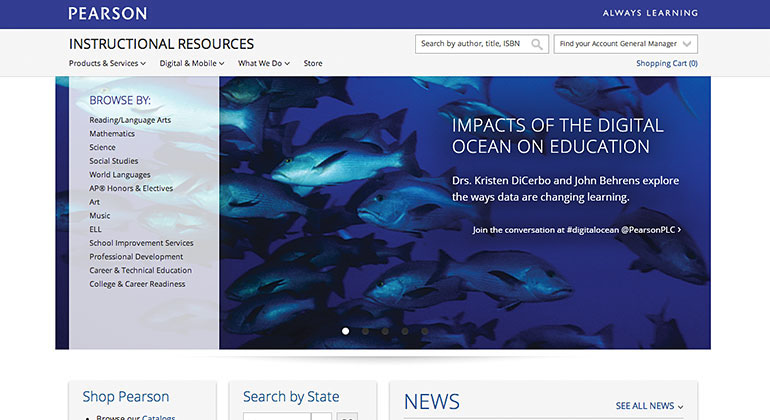 PEARSON
ALWAYS LEARNING
INSTRUCTIONAL RESOURCES
Search by author, title, ISBN
Find your Account General Manager
Products & Services
Digital & Mobile
What We Do
Store
Shopping Cart (0)
BROWSE BY:
Reading/Language Arts
Mathematics
Science
Social Studies
World Languages
AP® Honors & Electives
Art
Music
ELL
School Improvement Services
Professional Development
Career & Technical Education
College & Career Readiness
IMPACTS OF THE DIGITAL
OCEAN ON EDUCATION
Drs. Kristen DiCerbo and John Behrens explore
the ways data are changing learning.
Join the conversation at #digitalocean @PearsonPLC ›
Shop Pearson
• Browse our Catalogs
Search by State
GO
NEWS
SEE ALL NEWS